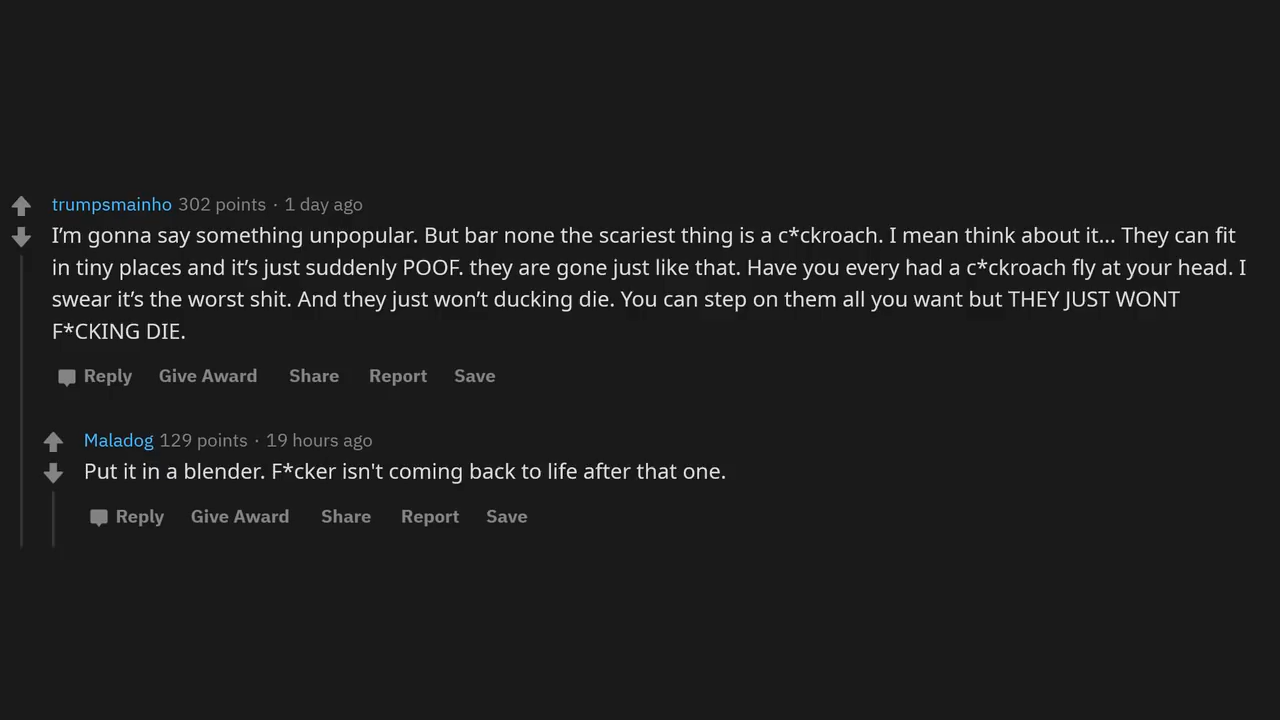 trumpsmainho 302 points · 1 day ago
I’m gonna say something unpopular. But bar none the scariest thing is a c*ckroach. I mean think about it... They can fit
in tiny places and it’s just suddenly POOF. they are gone just like that. Have you every had a c*ckroach fly at your head. I
swear it’s the worst shit. And they just won’t ducking die. You can step on them all you want but THEY JUST WONT
F*CKING DIE.
Reply Give Award Share Report Save
Maladog 129 points · 19 hours ago
Put it in a blender. F*cker isn't coming back to life after that one.
Reply Give Award Share Report Save